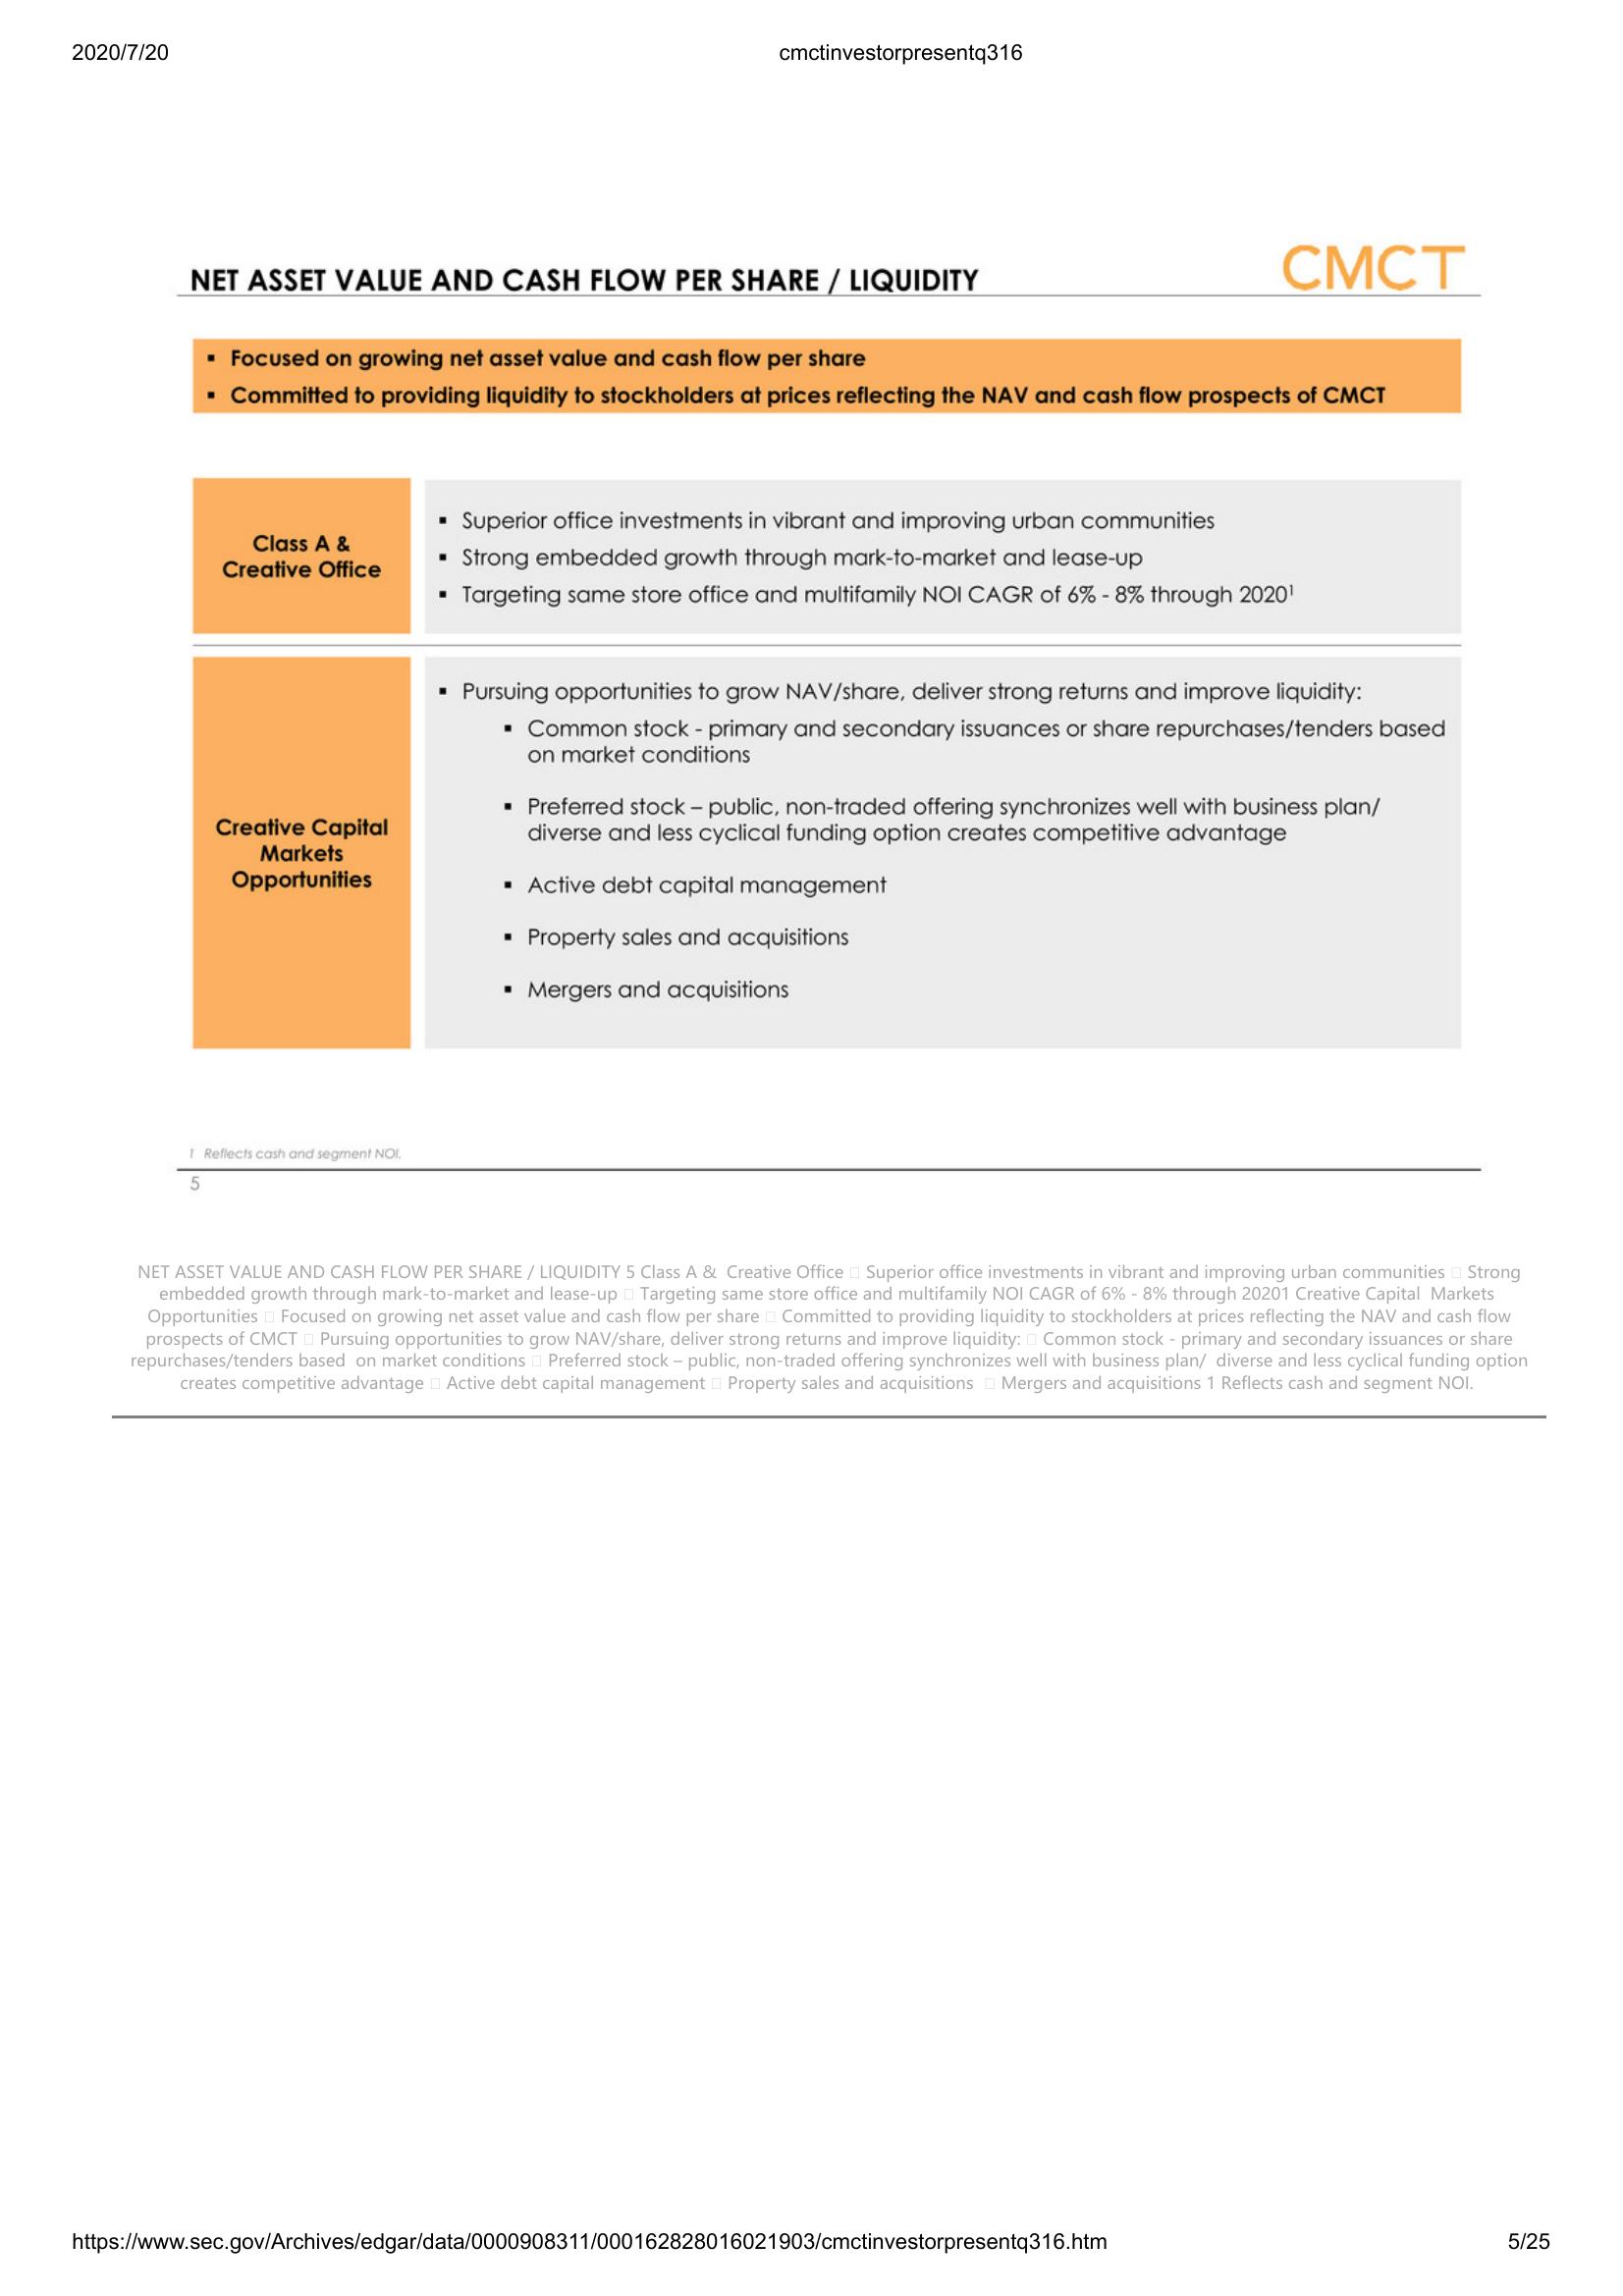 2020/7/20
cmctinvestorpresentq316
NET ASSET VALUE AND CASH FLOW PER SHARE / LIQUIDITY
CMCT
▪ Focused on growing net asset value and cash flow per share
▪ Committed to providing liquidity to stockholders at prices reflecting the NAV and cash flow prospects of CMCT
Class A &
Creative Office
▪ Superior office investments in vibrant and improving urban communities
▪ Strong embedded growth through mark-to-market and lease-up
▪ Targeting same store office and multifamily NOI CAGR of 6% - 8% through 2020¹
Creative Capital
Markets
Opportunities
▪ Pursuing opportunities to grow NAV/share, deliver strong returns and improve liquidity:
▪ Common stock - primary and secondary issuances or share repurchases/tenders based
on market conditions
▪ Preferred stock – public, non-traded offering synchronizes well with business plan/
diverse and less cyclical funding option creates competitive advantage
▪ Active debt capital management
▪ Property sales and acquisitions
▪ Mergers and acquisitions
1 Reflects cash and segment NOI.
5
NET ASSET VALUE AND CASH FLOW PER SHARE / LIQUIDITY 5 Class A & Creative Office  Superior office investments in vibrant and improving urban communities  Strong
embedded growth through mark-to-market and lease-up  Targeting same store office and multifamily NOI CAGR of 6% - 8% through 20201 Creative Capital Markets
Opportunities  Focused on growing net asset value and cash flow per share  Committed to providing liquidity to stockholders at prices reflecting the NAV and cash flow
prospects of CMCT  Pursuing opportunities to grow NAV/share, deliver strong returns and improve liquidity:  Common stock - primary and secondary issuances or share
repurchases/tenders based on market conditions  Preferred stock – public, non-traded offering synchronizes well with business plan/ diverse and less cyclical funding option
creates competitive advantage  Active debt capital management  Property sales and acquisitions  Mergers and acquisitions 1 Reflects cash and segment NOI.
https://www.sec.gov/Archives/edgar/data/0000908311/000162828016021903/cmctinvestorpresentq316.htm
5/25